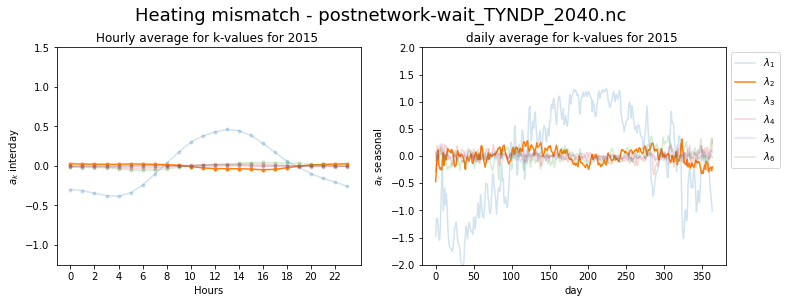 Heating mismatch - postnetwork-wait_TYNDP_2040.nc
Hourly average for k-values for 2015
1.5
1.0
0.5
0.0
−0.5
−1.0
a_k interday
0 2 4 6 8 10 12 14 16 18 20 22
Hours
daily average for k-values for 2015
2.0
1.5
1.0
0.5
0.0
−0.5
−1.0
−1.5
−2.0
a_k seasonal
0 50 100 150 200 250 300 350
day
λ₁
λ₂
λ₃
λ₄
λ₅
λ₆